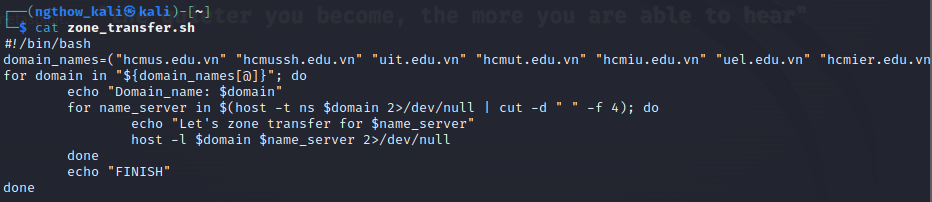 ter you become, the more you are able to hear"
┌──(ngthow_kali㉿kali)-[~]
└─$ cat zone_transfer.sh
#!/bin/bash
domain_names=("hcmus.edu.vn" "hcmussh.edu.vn" "uit.edu.vn" "hcmut.edu.vn" "hcmiu.edu.vn" "uel.edu.vn" "hcmier.edu.vn
for domain in "${domain_names[@]}"; do
        echo "Domain_name: $domain"
        for name_server in $(host -t ns $domain 2>/dev/null | cut -d " " -f 4); do
                echo "Let's zone transfer for $name_server"
                host -l $domain $name_server 2>/dev/null
        done
        echo "FINISH"
done